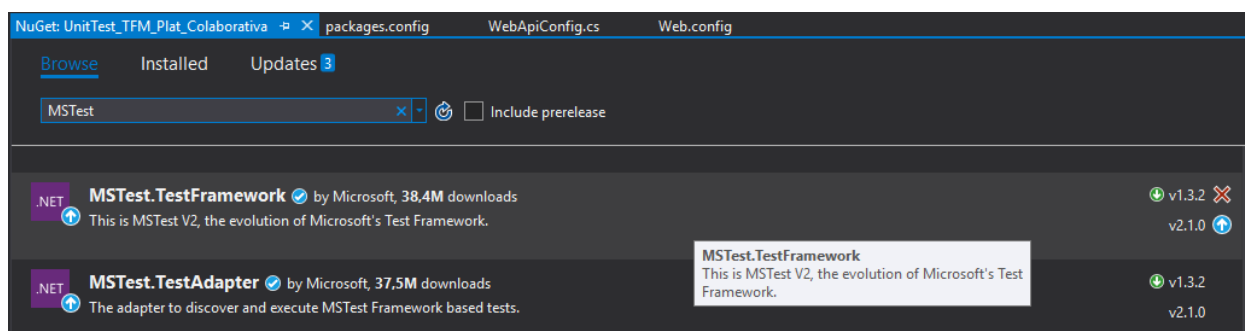 NuGet: UnitTest_TFM_Plat_Colaborativa packages.config WebApiConfig.cs Web.config
Browse Installed Updates 3
MSTest Include prerelease
.NET MSTest.TestFramework by Microsoft, 38,4M downloads v1.3.2
This is MSTest V2, the evolution of Microsoft's Test Framework. v2.1.0
MSTest.TestFramework
This is MSTest V2, the evolution of Microsoft's Test
Framework.
.NET MSTest.TestAdapter by Microsoft, 37,5M downloads v1.3.2
The adapter to discover and execute MSTest Framework based tests. v2.1.0